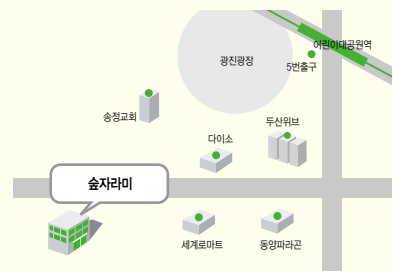 어린이대공원역
광진광장
5번출구
송정교회
두산위브
다이소
숲자라미
세계로마트
동양파라곤